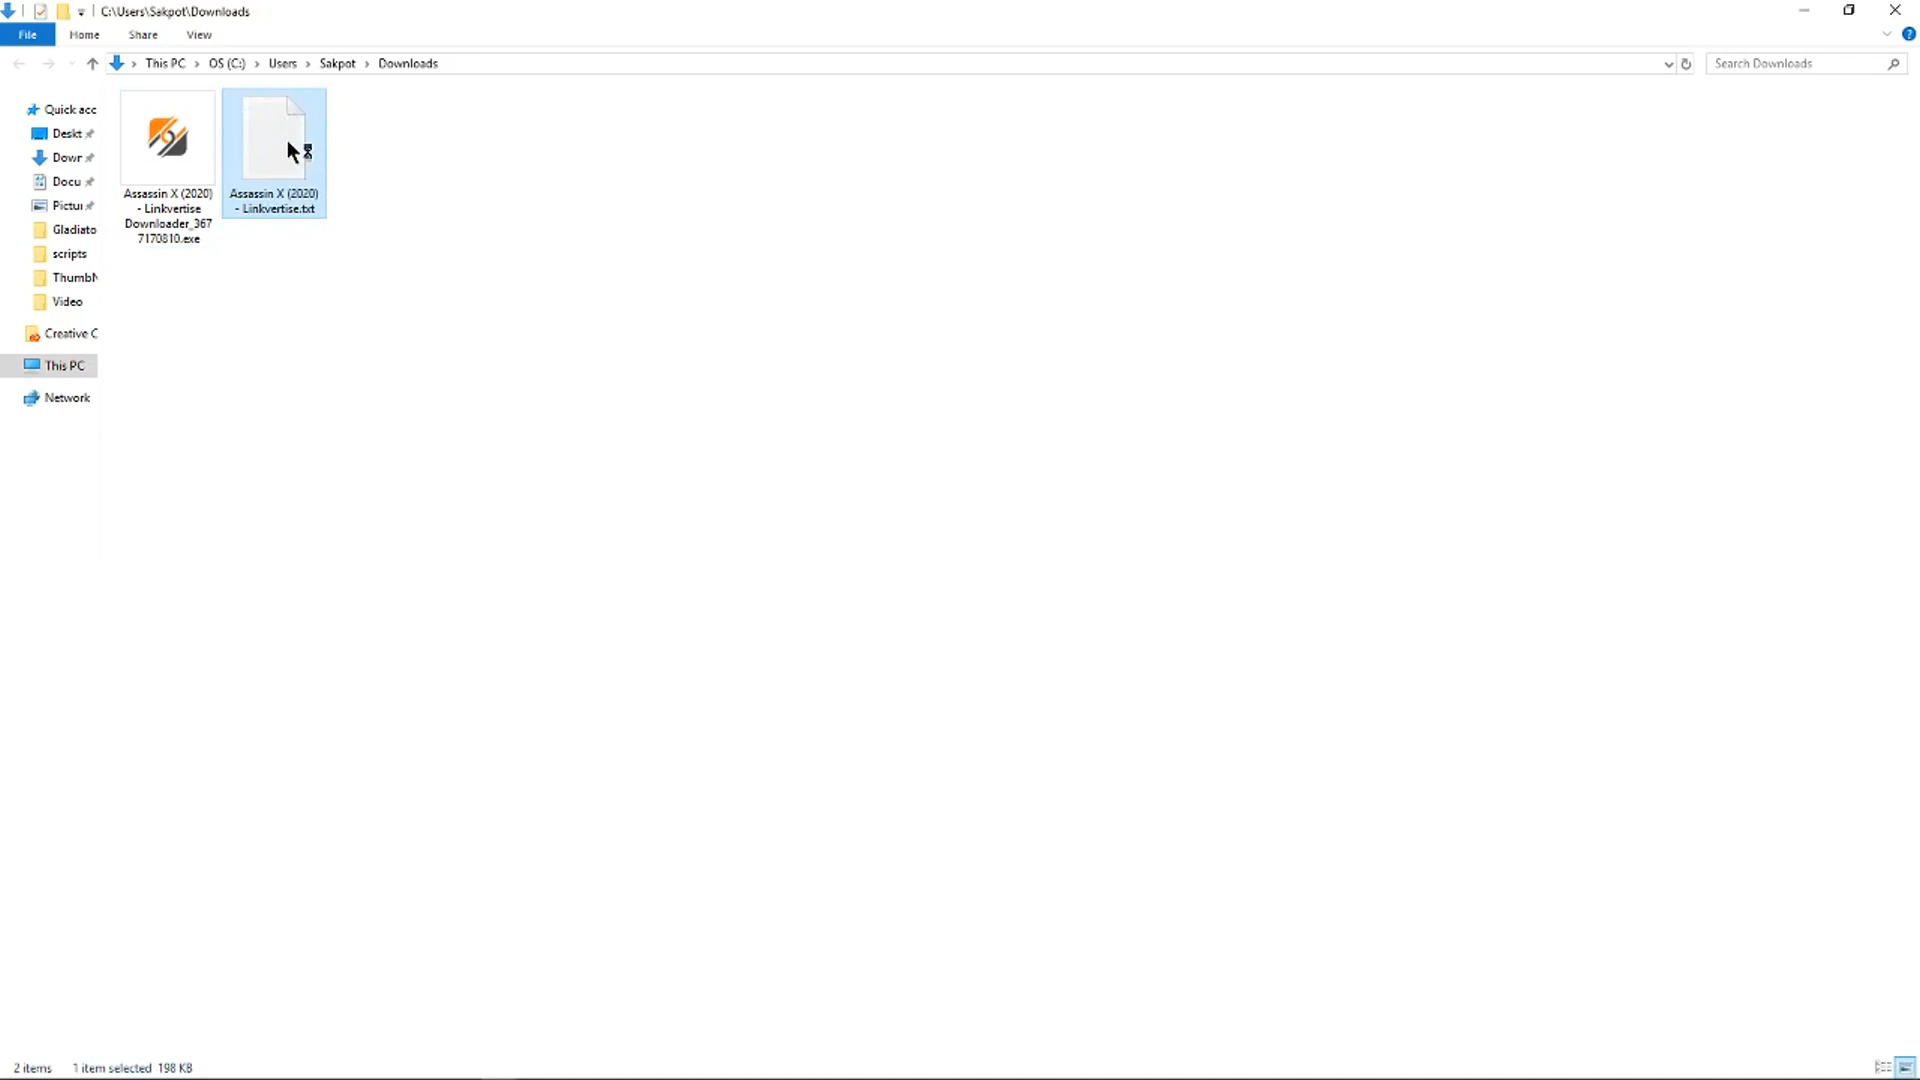 C:\Users\Sakpot\Downloads
File Home Share View
This PC OS (C:) Users Sakpot Downloads
Search Downloads
Assassin X (2020)
- Linkvertise
Downloader_367
7170810.exe
Assassin X (2020)
- Linkvertise.txt
Quick acc
Deskt
Dowr
Docu
Pictui
Gladiato
scripts
ThumbN
Video
Creative C
This PC
Network
2 items 1 item selected 198 KB